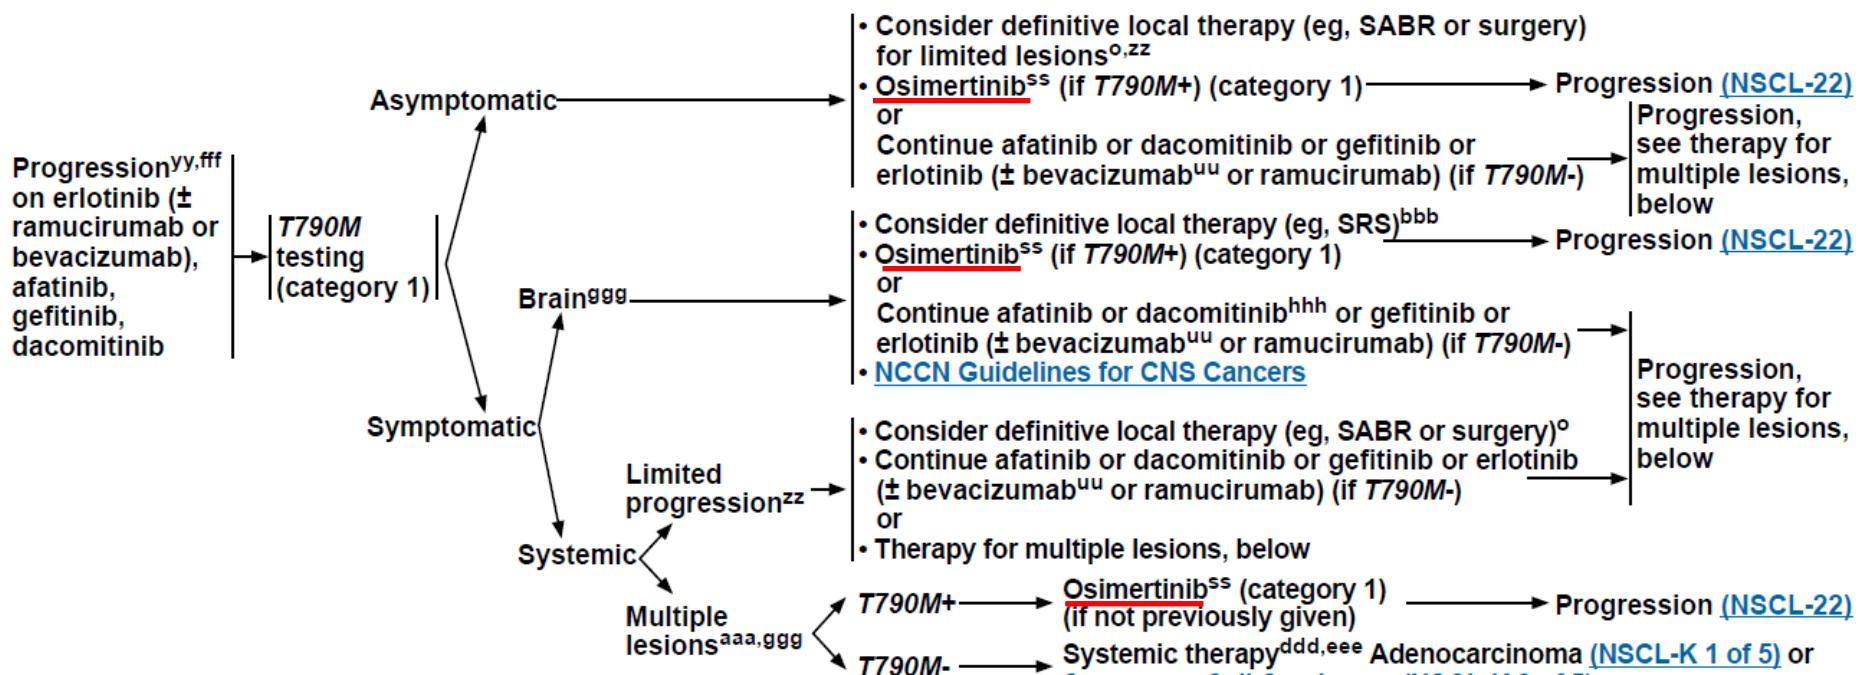 Progressionyy,fff
on erlotinib (±
ramucirumab or
bevacizumab),
afatinib,
gefitinib,
dacomitinib
T790M
testing
(category 1)
Asymptomatic
Symptomatic
Brainggg
Systemic
Limited
progressionzz
Multiple
lesionsaaa,ggg
• Consider definitive local therapy (eg, SABR or surgery)
for limited lesionso,zz
• Osimertinibss (if T790M+) (category 1)
or
Continue afatinib or dacomitinib or gefitinib or
erlotinib (± bevacizumabuu or ramucirumab) (if T790M-)
Progression (NSCL-22)
Progression,
see therapy for
multiple lesions,
below
• Consider definitive local therapy (eg, SRS)bbb
• Osimertinibss (if T790M+) (category 1)
or
Continue afatinib or dacomitinibhhh or gefitinib or
erlotinib (± bevacizumabuu or ramucirumab) (if T790M-)
• NCCN Guidelines for CNS Cancers
Progression (NSCL-22)
• Consider definitive local therapy (eg, SABR or surgery)o
• Continue afatinib or dacomitinib or gefitinib or erlotinib
(± bevacizumabuu or ramucirumab) (if T790M-)
or
• Therapy for multiple lesions, below
Progression,
see therapy for
multiple lesions,
below
T790M+
Osimertinibss (category 1)
(if not previously given)
Progression (NSCL-22)
T790M-
Systemic therapyddd,eee Adenocarcinoma (NSCL-K 1 of 5) or